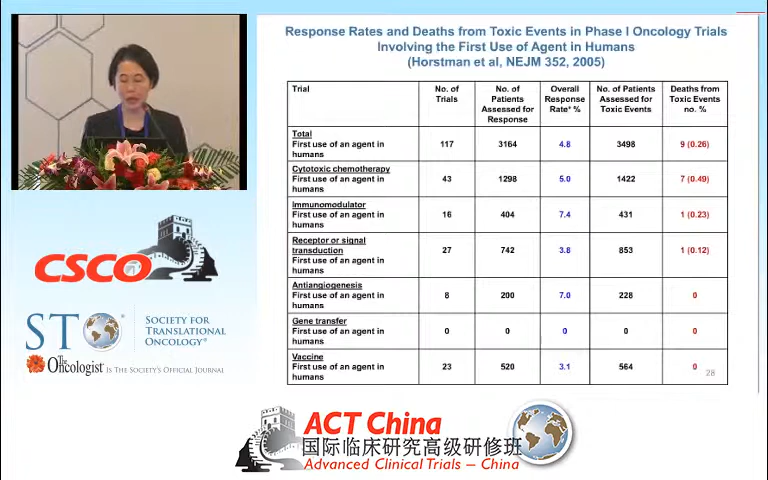 Response Rates and Deaths from Toxic Events in Phase I Oncology Trials
Involving the First Use of Agent in Humans
(Horstman et al, NEJM 352, 2005)
Trial
No. of Trials
No. of Patients Assessed for Response
Overall Response Rate* %
No. of Patients Assessed for Toxic Events
Deaths from Toxic Events no. %
Total
First use of an agent in humans
117 3164 4.8 3498 9 (0.26)
Cytotoxic chemotherapy
First use of an agent in humans
43 1298 5.0 1422 7 (0.49)
Immunomodulator
First use of an agent in humans
16 404 7.4 431 1 (0.23)
Receptor or signal transduction
First use of an agent in humans
27 742 3.8 853 1 (0.12)
Antiangiogenesis
First use of an agent in humans
8 200 7.0 228 0
Gene transfer
First use of an agent in humans
0 0 0 0 0
Vaccine
First use of an agent in humans
23 520 3.1 564 0
28
CSCO
STO
SOCIETY FOR
TRANSLATIONAL
ONCOLOGY®
The Oncologist IS THE SOCIETY'S OFFICIAL JOURNAL
ACT China
国际临床研究高级研修班
Advanced Clinical Trials – China